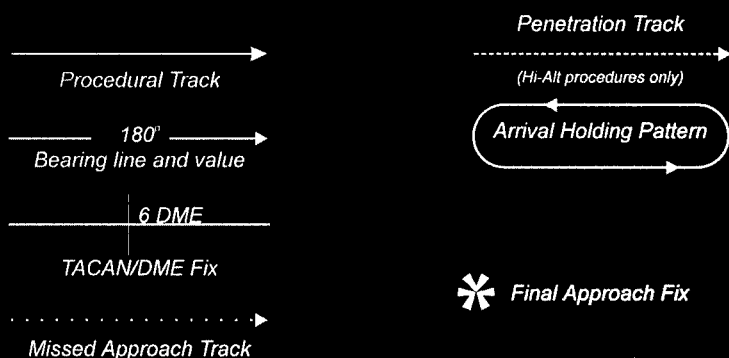 Procedural Track
180°
Bearing line and value
6 DME
TACAN/DME Fix
Missed Approach Track
Penetration Track
(Hi-Alt procedures only)
Arrival Holding Pattern
Final Approach Fix